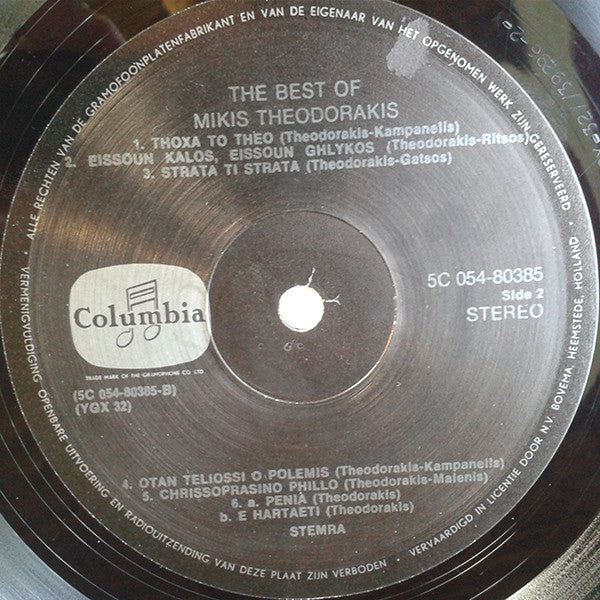 ALLE RECHTEN VAN DE GRAMOFOONPLATENFABRIKANT EN VAN DE EIGENAAR VAN HET OPGENOMEN WERK ZIJN GERESERVEERD
THE BEST OF
MIKIS THEODORAKIS
1. THOXA TO THEO (Theodorakis-Kampanelis)
2. EISSOUN KALOS, EISSOUN GHLYKOS (Theodorakis-Ritsos)
3. STRATA TI STRATA (Theodorakis-Gatsos)
5C 054-80385
Side 2
STEREO
Columbia
TRADE MARK OF THE GRAMOPHONE CO LTD
(5C 054-80385-B)
(YGX 32)
4. OTAN TELIOSSI O POLEMIS (Theodorakis-Kampanelis)
5. CHRISSOPRASINO PHILLO (Theodorakis-Malenis)
6. a. PENIÀ (Theodorakis)
b. E HARTAETI (Theodorakis)
STEMRA
VERMENIGVULDIGING OPENBARE UITVOERING EN RADIOUITZENDING VAN DEZE PLAAT ZIJN VERBODEN • VERVAARDIGD IN LICENTIE DOOR N.V. BOVEMA, HEEMSTEDE, HOLLAND •